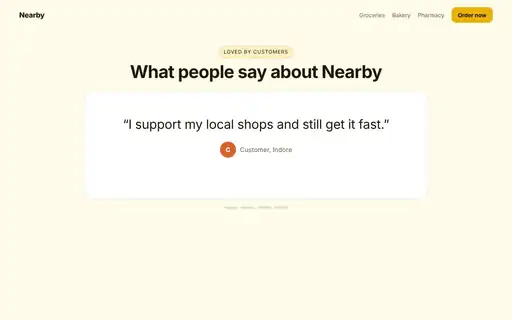 Nearby
Groceries Bakery Pharmacy Order now
LOVED BY CUSTOMERS
What people say about Nearby
“I support my local shops and still get it fast.”
C Customer, Indore